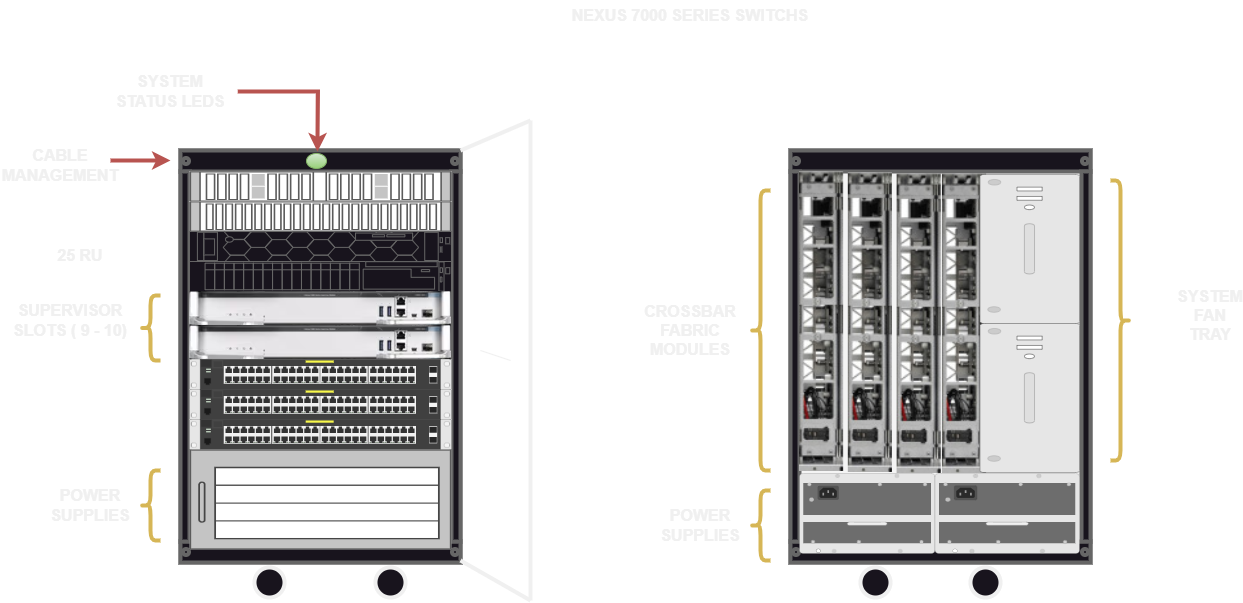 NEXUS 7000 SERIES SWITCHS
SYSTEM
STATUS LEDS
CABLE
MANAGEMENT
25 RU
SUPERVISOR
SLOTS ( 9 - 10)
POWER
SUPPLIES
CROSSBAR
FABRIC
MODULES
SYSTEM
FAN
TRAY
POWER
SUPPLIES